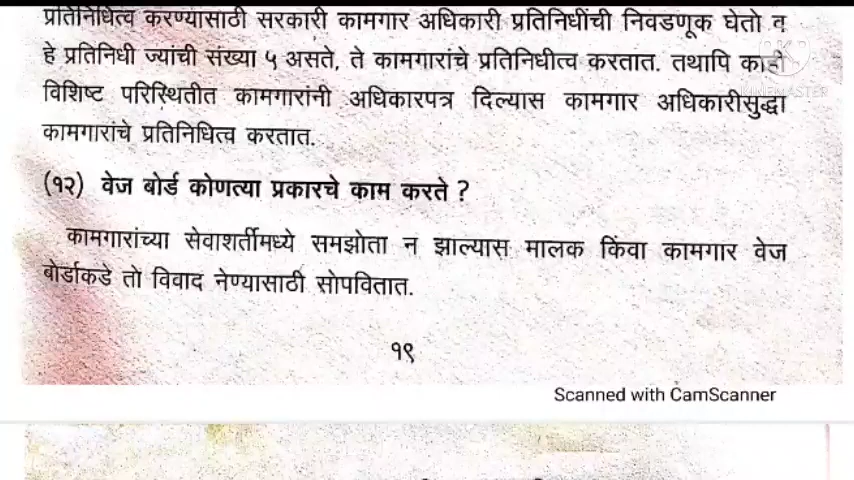 प्रतिनिधित्व करण्यासाठी सरकारी कामगार अधिकारी प्रतिनिधींची निवडणूक घेतो व
हे प्रतिनिधी ज्यांची संख्या ५ असते, ते कामगारांचे प्रतिनिधीत्व करतात. तथापि काही
विशिष्ट परिस्थितीत कामगारांनी अधिकारपत्र दिल्यास कामगार अधिकारीसुद्धा
कामगारांचे प्रतिनिधित्व करतात.
KINEMASTER
(१२) वेज बोर्ड कोणत्या प्रकारचे काम करते ?
कामगारांच्या सेवाशर्तीमध्ये समझोता न झाल्यास मालक किंवा कामगार वेज
बोर्डाकडे तो विवाद नेण्यासाठी सोपवितात.
१९
Scanned with CamScanner